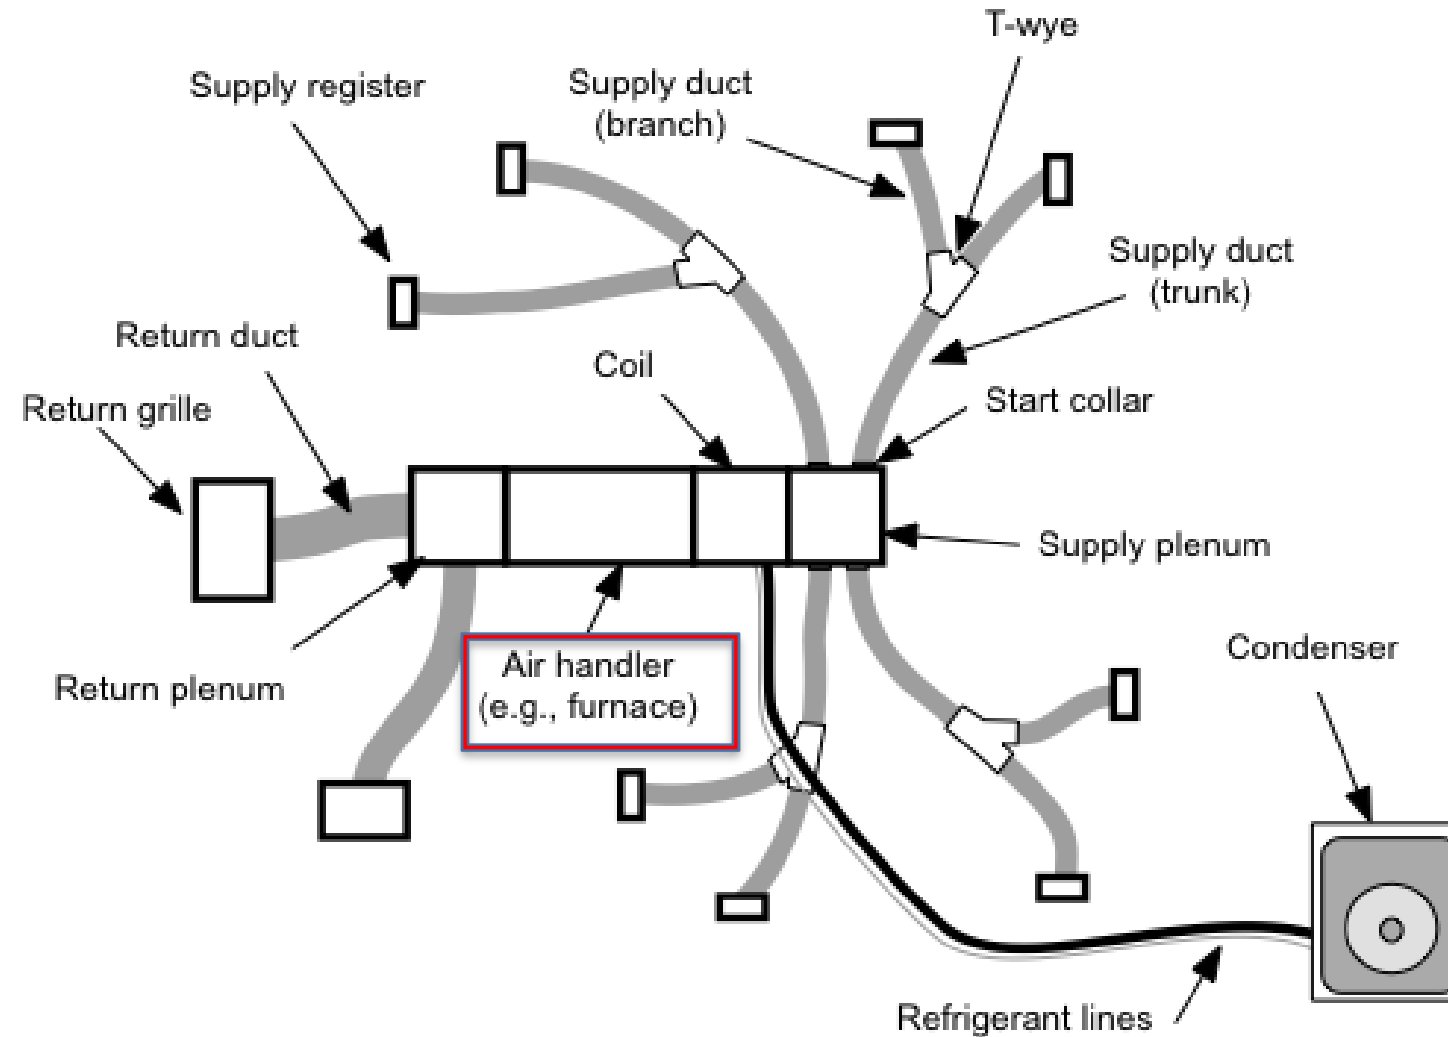 T-wye
Supply register
Supply duct
(branch)
Supply duct
(trunk)
Return duct
Coil
Return grille
Start collar
Supply plenum
Air handler
(e.g., furnace)
Return plenum
Condenser
Refrigerant lines